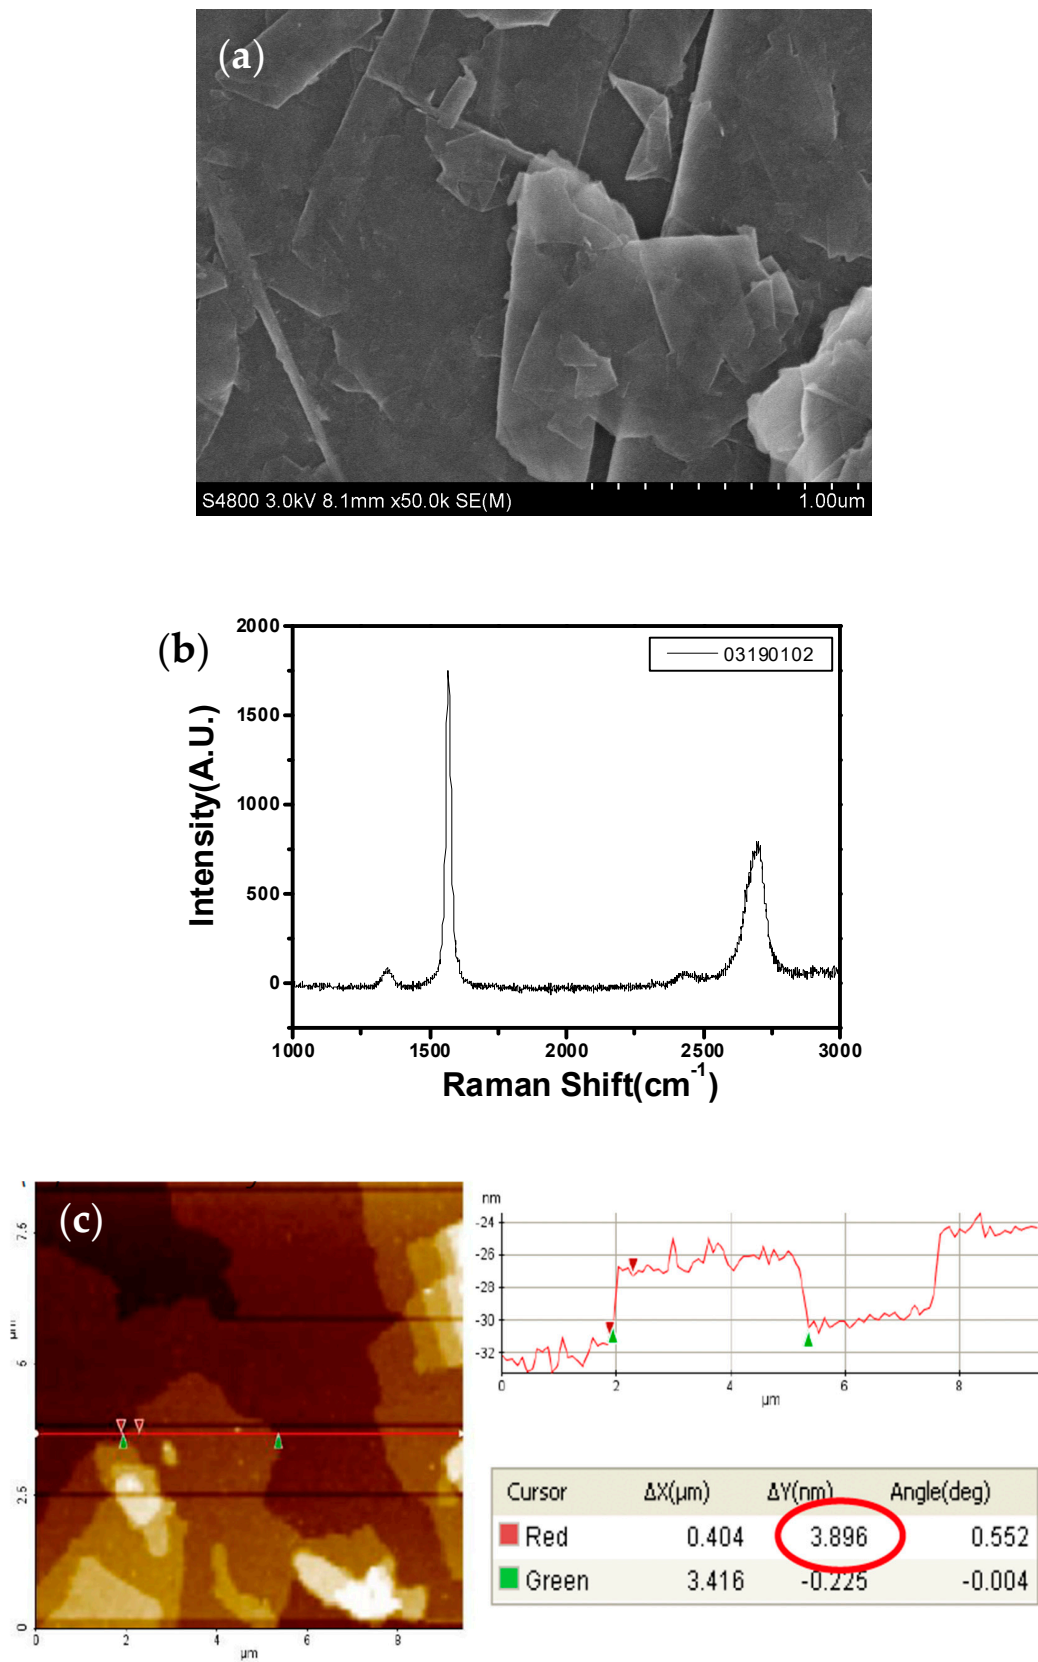 (a)
S4800 3.0kV 8.1mm x50.0k SE(M) 1.00um
(b)
2000
1500
1000
500
0
Intensity(A.U.)
03190102
1000 1500 2000 2500 3000
Raman Shift(cm-1)
(c)
7.5
µm
5
2.5
0
0 2 4 6 8
µm
nm
-24
-26
-28
-30
-32
0 2 4 6 8
µm
Cursor ΔX(µm) ΔY(nm) Angle(deg)
Red 0.404 3.896 0.552
Green 3.416 -0.225 -0.004